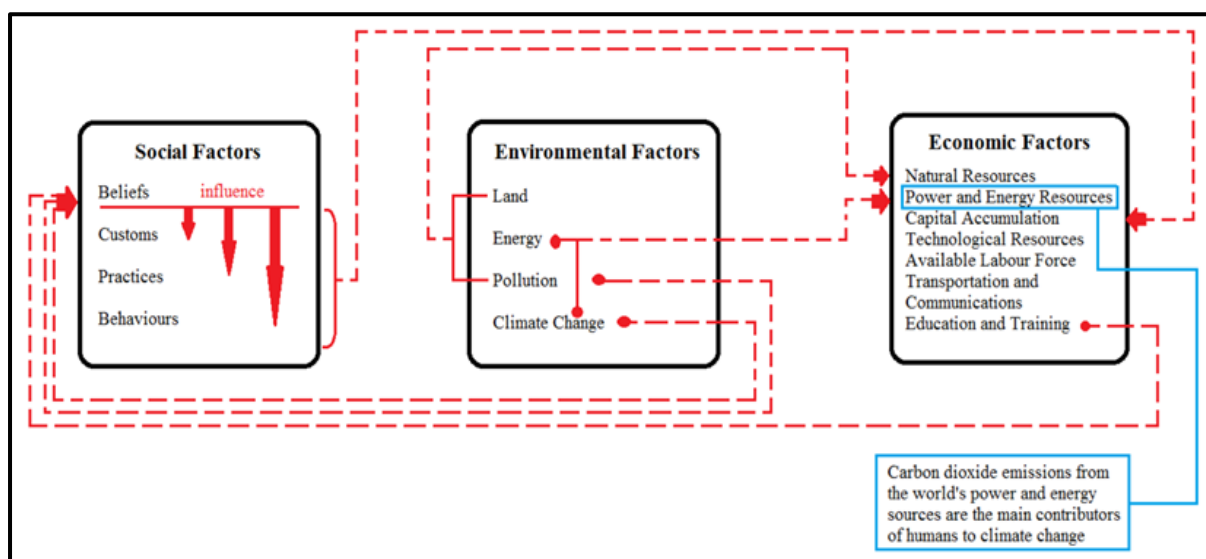 Social Factors
Beliefs influence
Customs
Practices
Behaviours
Environmental Factors
Land
Energy
Pollution
Climate Change
Economic Factors
Natural Resources
Power and Energy Resources
Capital Accumulation
Technological Resources
Available Labour Force
Transportation and
Communications
Education and Training
Carbon dioxide emissions from
the world's power and energy
sources are the main contributors
of humans to climate change